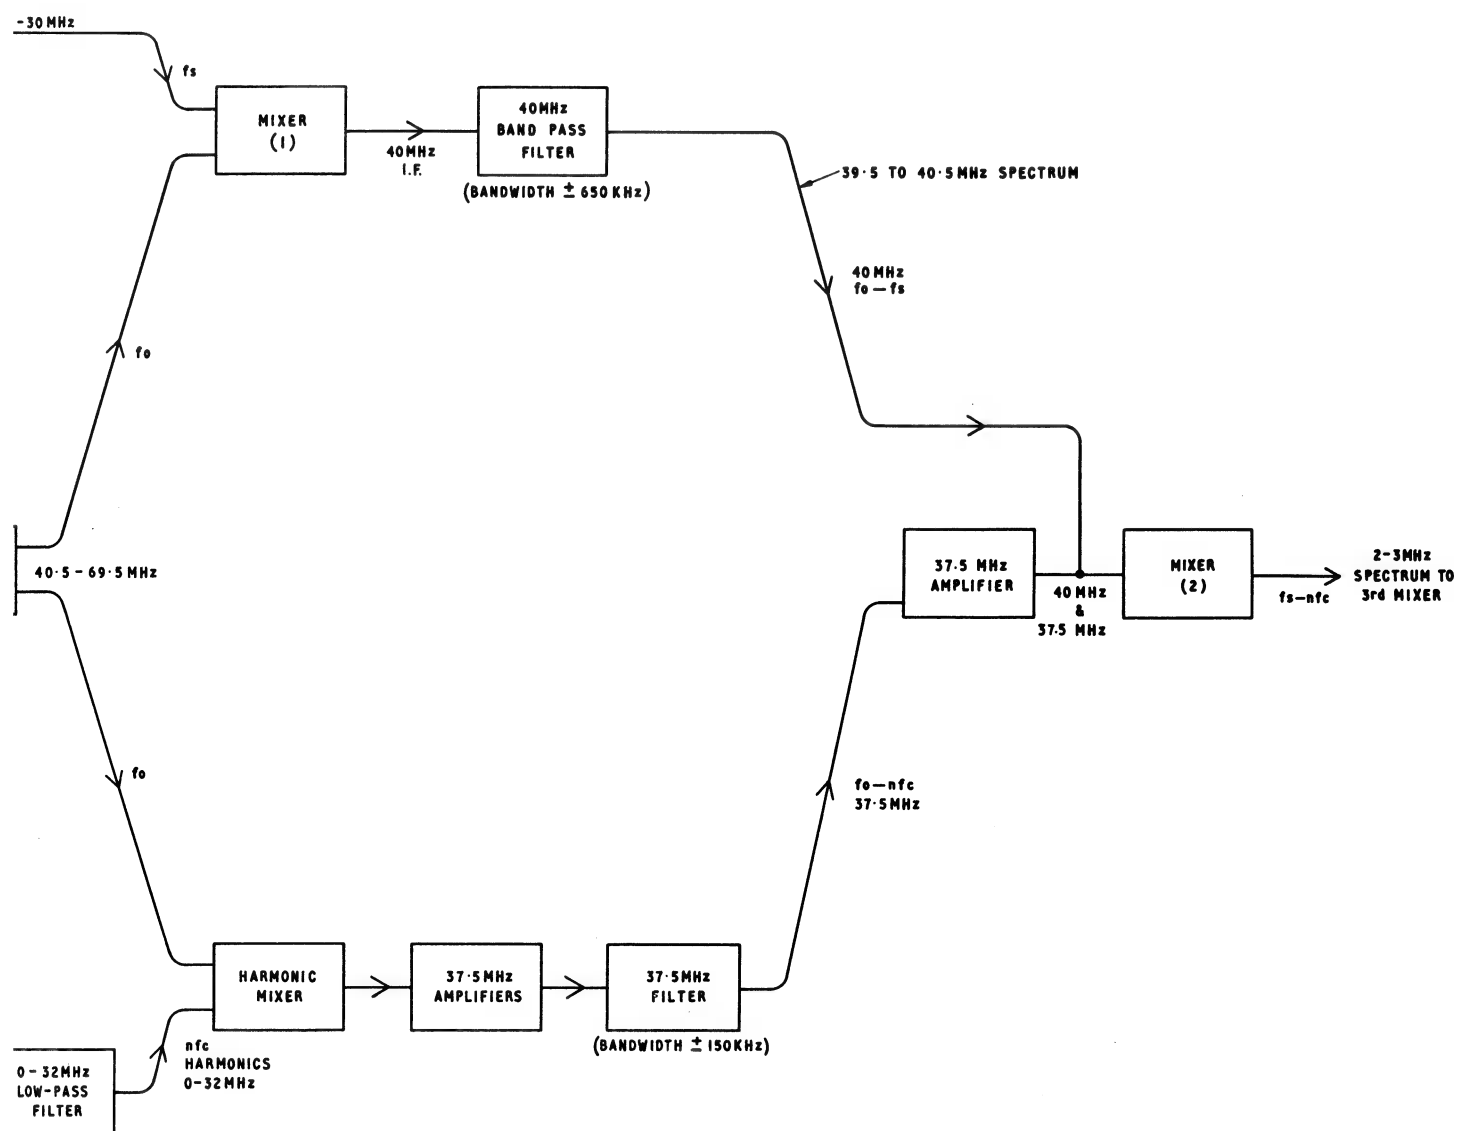 -30MHz
fs
MIXER
(1)
40MHz
I.F.
40MHz
BAND PASS
FILTER
(BANDWIDTH ± 650KHz)
39·5 TO 40·5MHz SPECTRUM
40MHz
fo-fs
fo
40·5-69·5MHz
37.5 MHz
AMPLIFIER
40MHz
&
37.5 MHz
MIXER
(2)
fs-nfc
2-3MHz
SPECTRUM TO
3rd MIXER
fo
fo-nfc
37·5MHz
HARMONIC
MIXER
37·5MHz
AMPLIFIERS
37·5MHz
FILTER
(BANDWIDTH ± 150KHz)
nfc
HARMONICS
0-32MHz
0-32MHz
LOW-PASS
FILTER